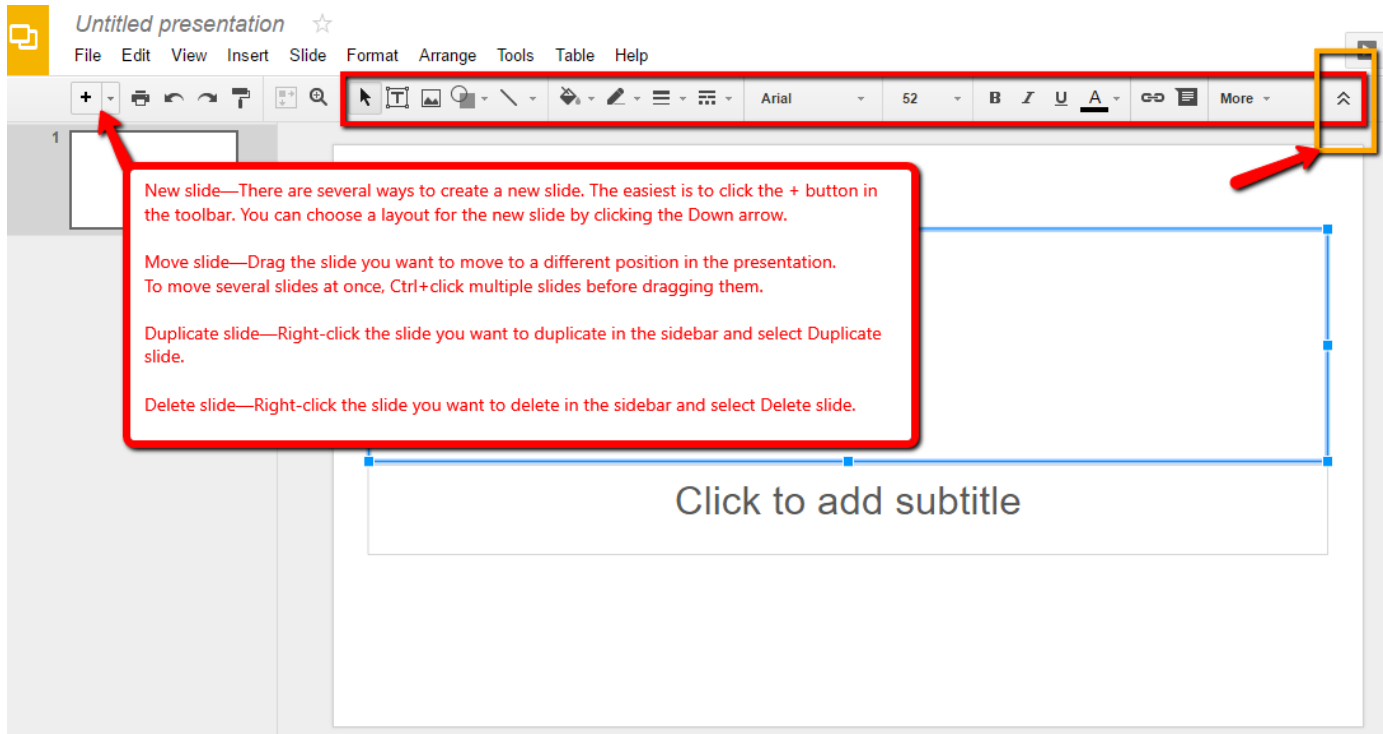 Untitled presentation
File Edit View Insert Slide Format Arrange Tools Table Help
Arial 52 B I U A More
1
New slide—There are several ways to create a new slide. The easiest is to click the + button in
the toolbar. You can choose a layout for the new slide by clicking the Down arrow.
Move slide—Drag the slide you want to move to a different position in the presentation.
To move several slides at once, Ctrl+click multiple slides before dragging them.
Duplicate slide—Right-click the slide you want to duplicate in the sidebar and select Duplicate
slide.
Delete slide—Right-click the slide you want to delete in the sidebar and select Delete slide.
Click to add subtitle